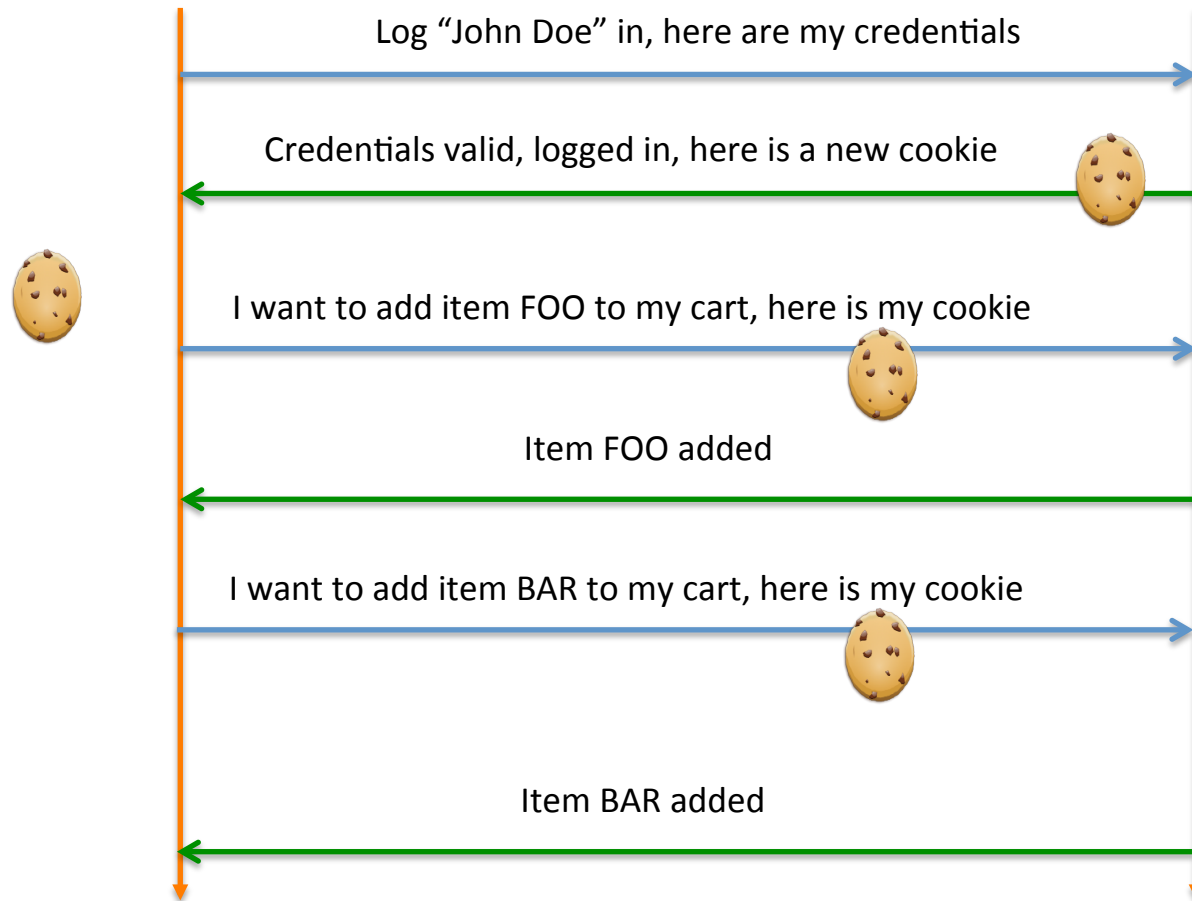 Log “John Doe” in, here are my credentials
Credentials valid, logged in, here is a new cookie
I want to add item FOO to my cart, here is my cookie
Item FOO added
I want to add item BAR to my cart, here is my cookie
Item BAR added